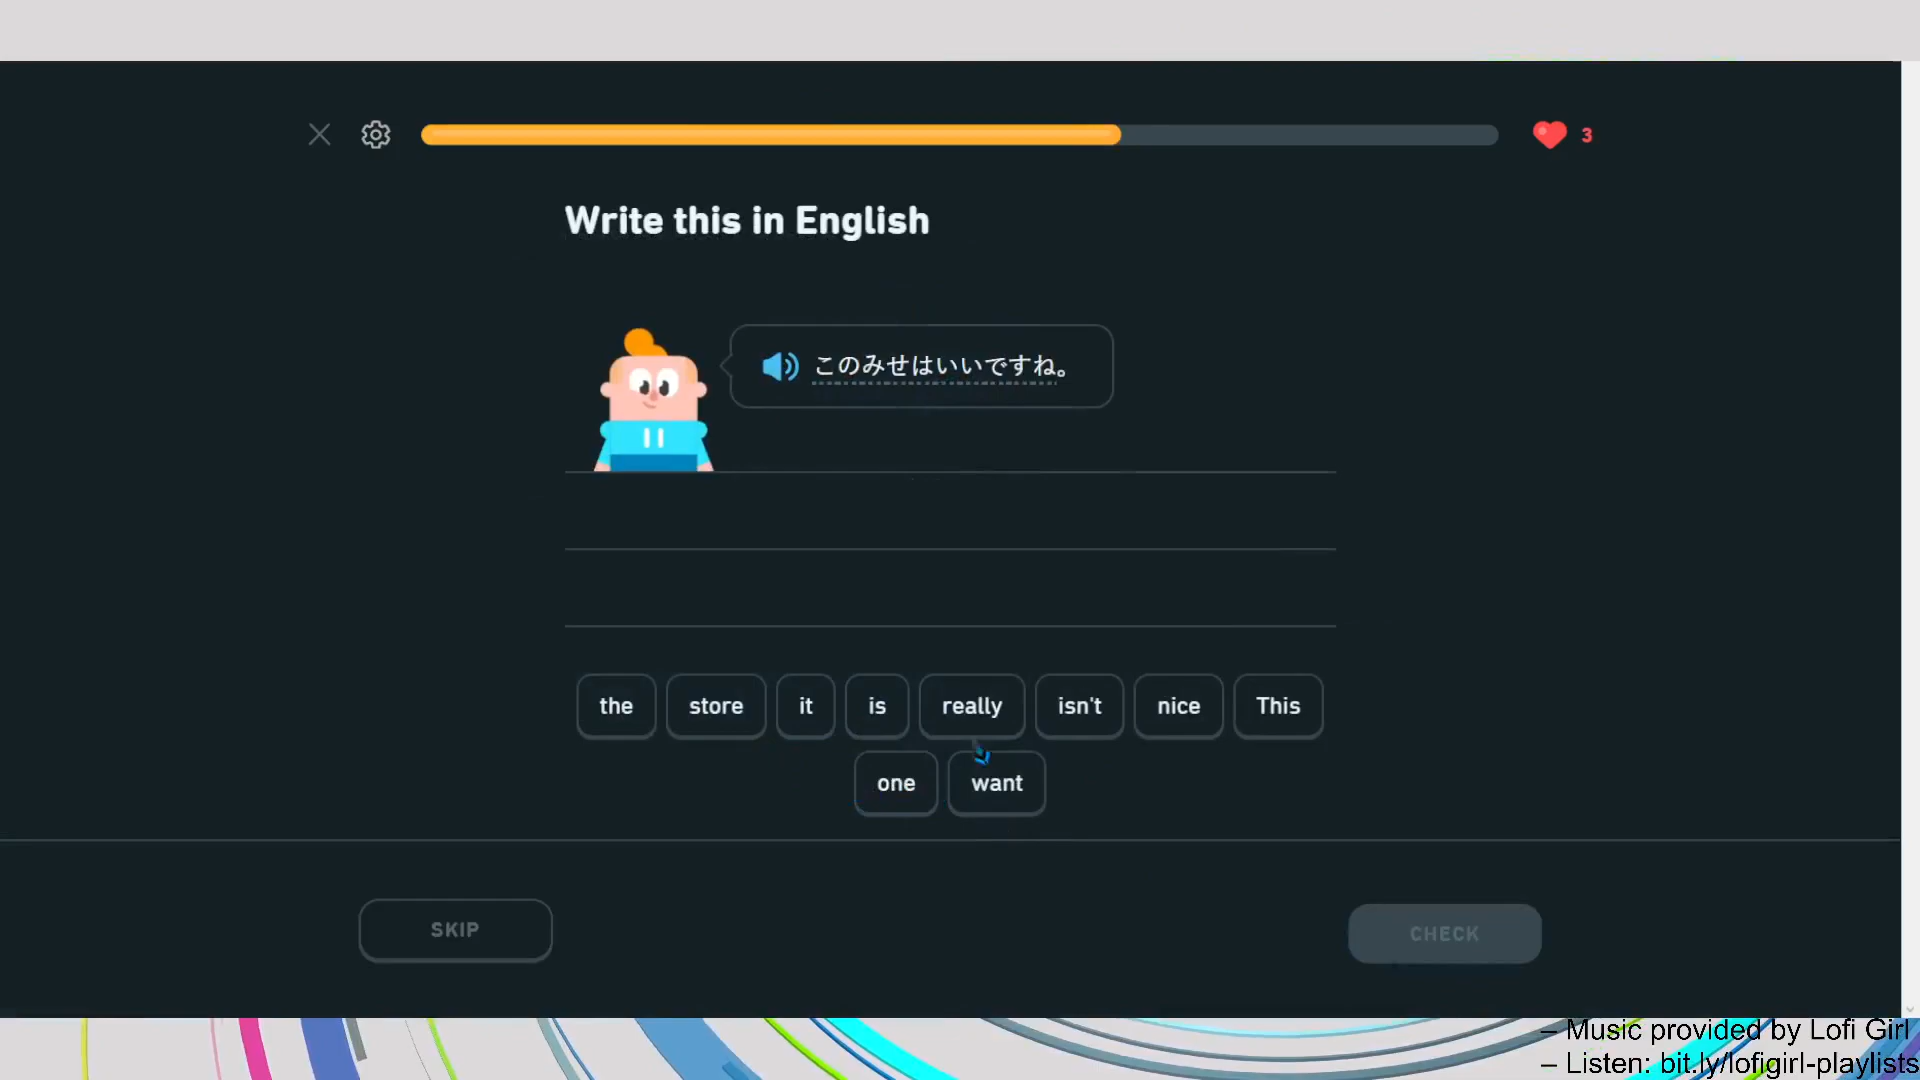 3
Write this in English
このみせはいいですね。
the store it is really isn't nice This
one want
SKIP CHECK
– Music provided by Lofi Girl
– Listen: bit.ly/lofigirl-playlists